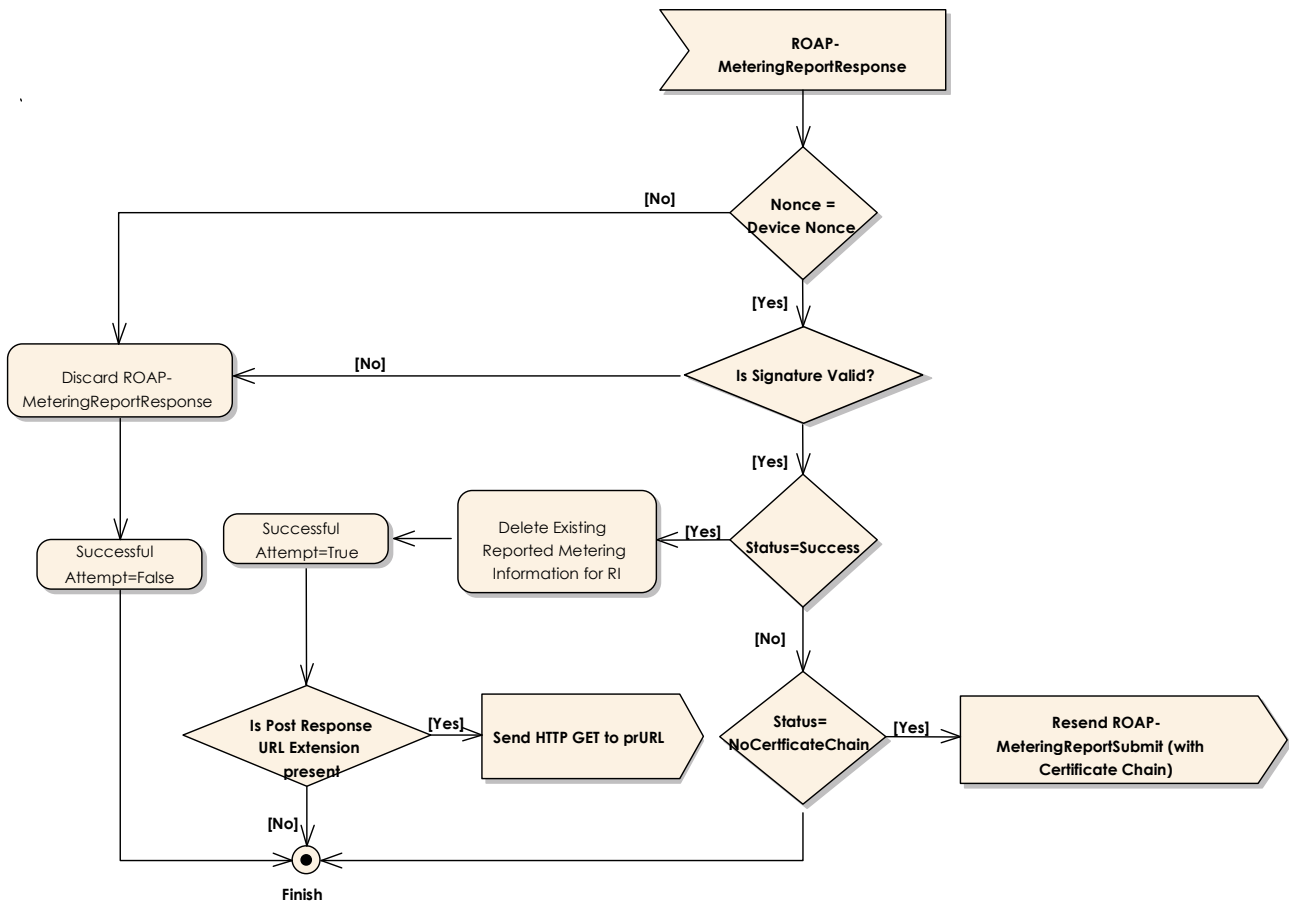 ROAP-
MeteringReportResponse
[No]
Nonce =
Device Nonce
[Yes]
Is Signature Valid?
[No]
Discard ROAP-
MeteringReportResponse
[Yes]
Successful
Attempt=False
Successful
Attempt=True
Delete Existing
Reported Metering
Information for RI
[Yes]
Status=Success
[No]
Is Post Response
URL Extension
present
[Yes]
Send HTTP GET to prURL
Status=
NoCertficateChain
[Yes]
Resend ROAP-
MeteringReportSubmit (with
Certificate Chain)
[No]
Finish